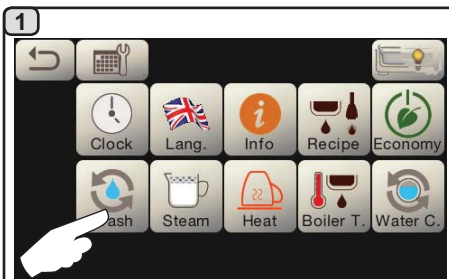 1
Clock Lang. Info Recipe Economy
ash Steam Heat Boiler T. Water C.